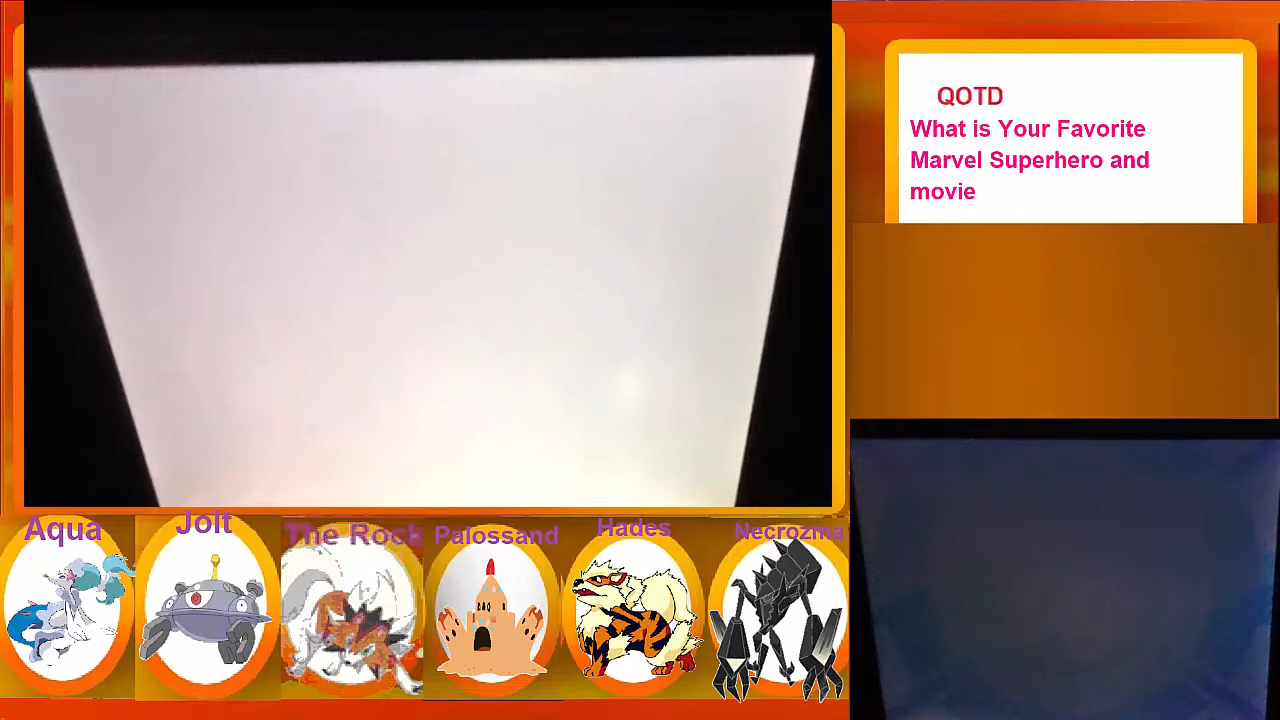 QOTD
What is Your Favorite
Marvel Superhero and
movie
Aqua
Jolt
The Rock
Palossand
Hades
Necrozma